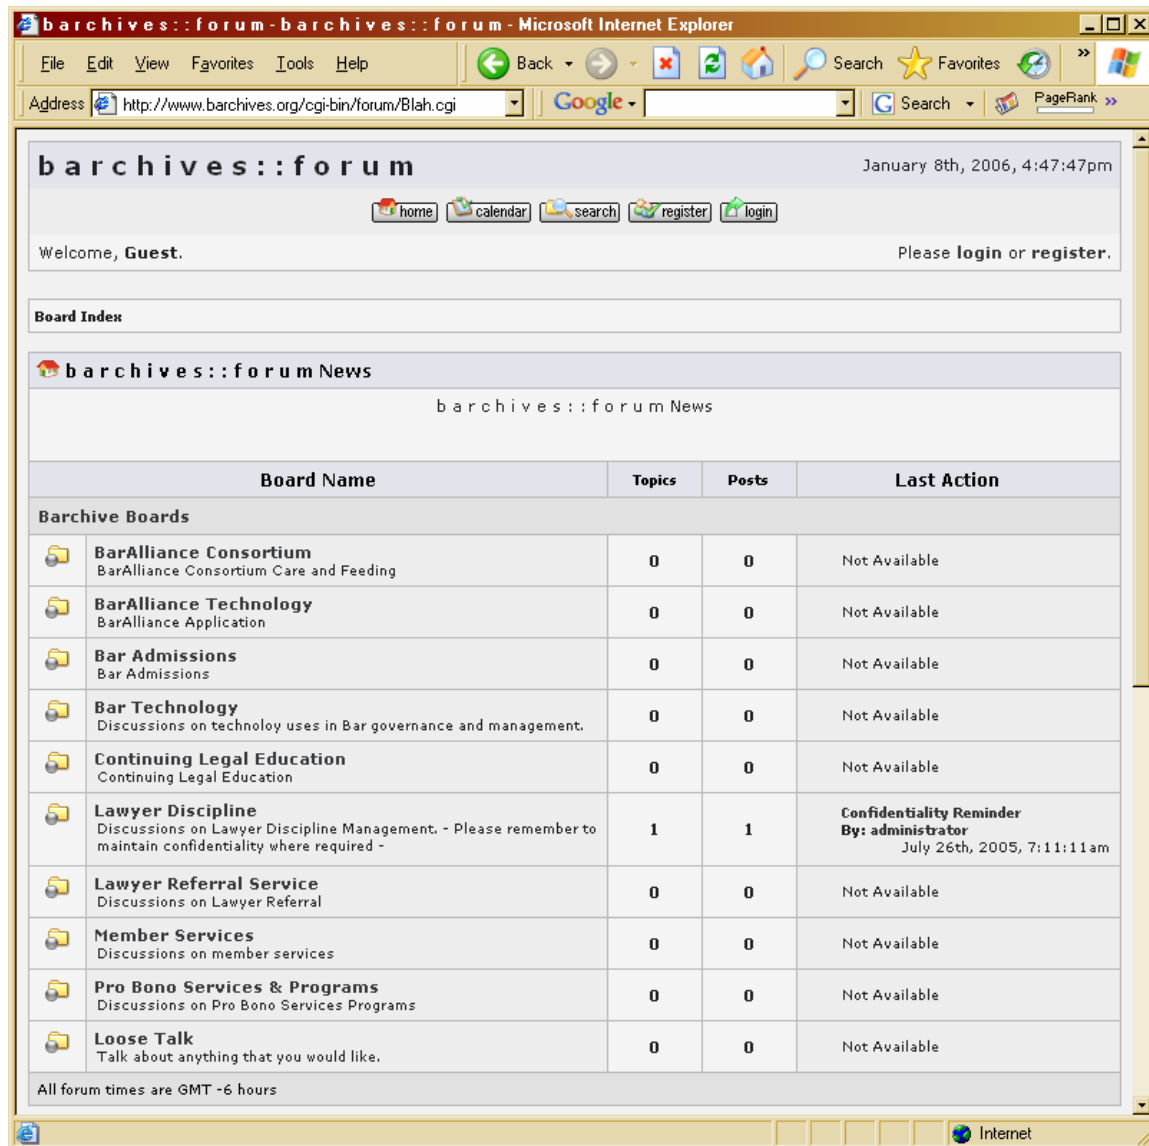 b a r c h i v e s : : f o r u m - b a r c h i v e s : : f o r u m - Microsoft Internet Explorer
File Edit View Favorites Tools Help Back Search Favorites »
Address http://www.barchives.org/cgi-bin/forum/Blah.cgi Google Search PageRank »
b a r c h i v e s : : f o r u m January 8th, 2006, 4:47:47pm
home calendar search register login
Welcome, Guest. Please login or register.
Board Index
b a r c h i v e s : : f o r u m News
b a r c h i v e s : : f o r u m News
Board Name Topics Posts Last Action
Barchive Boards
BarAlliance Consortium
BarAlliance Consortium Care and Feeding
0 0 Not Available
BarAlliance Technology
BarAlliance Application
0 0 Not Available
Bar Admissions
Bar Admissions
0 0 Not Available
Bar Technology
Discussions on technoloy uses in Bar governance and management.
0 0 Not Available
Continuing Legal Education
Continuing Legal Education
0 0 Not Available
Lawyer Discipline
Discussions on Lawyer Discipline Management. - Please remember to
maintain confidentiality where required -
1 1
Confidentiality Reminder
By: administrator
July 26th, 2005, 7:11:11am
Lawyer Referral Service
Discussions on Lawyer Referral
0 0 Not Available
Member Services
Discussions on member services
0 0 Not Available
Pro Bono Services & Programs
Discussions on Pro Bono Services Programs
0 0 Not Available
Loose Talk
Talk about anything that you would like.
0 0 Not Available
All forum times are GMT -6 hours
Internet